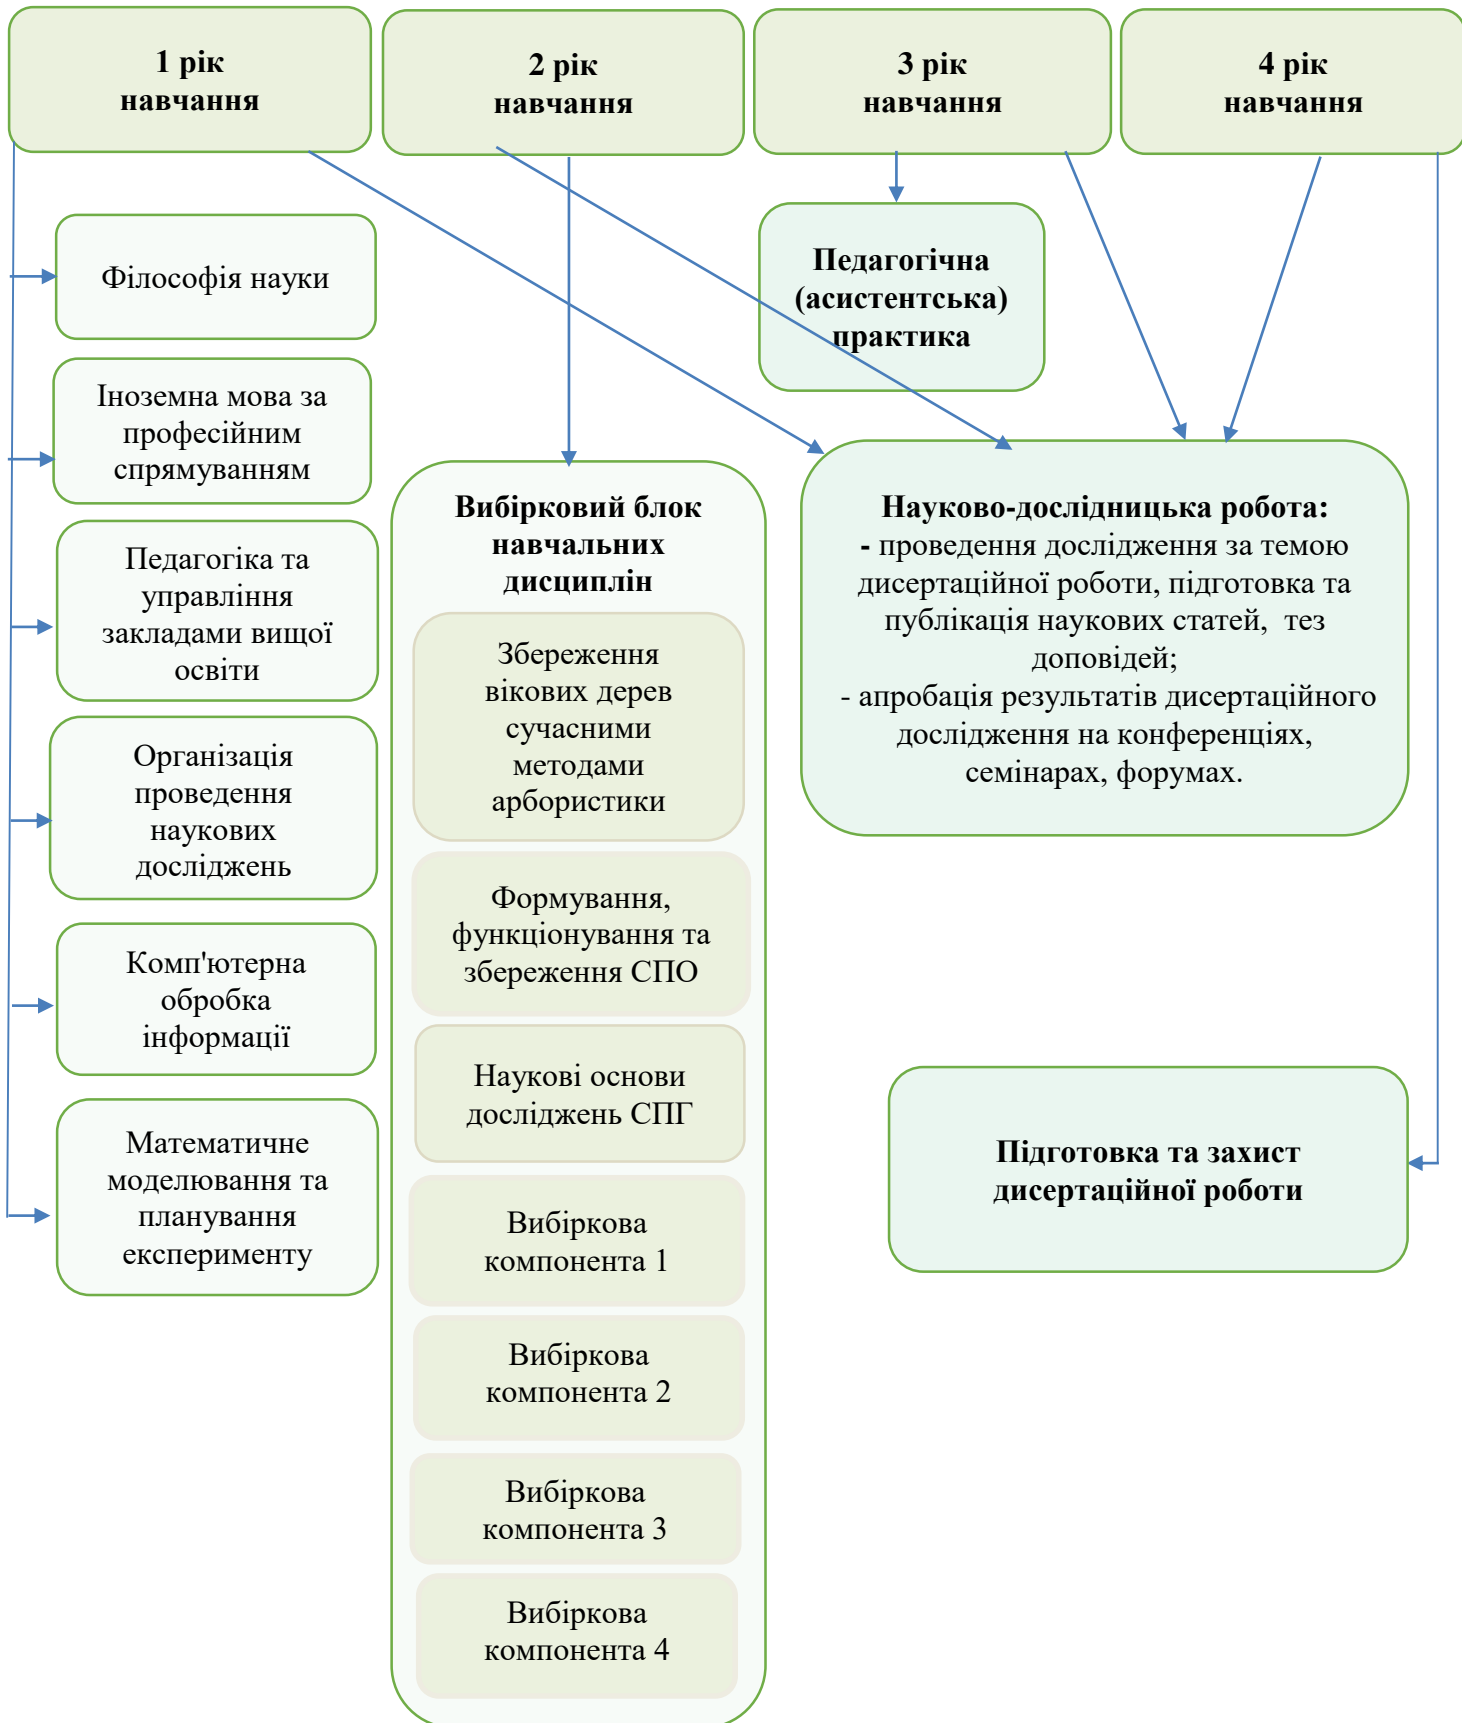 1 рік
навчання
2 рік
навчання
3 рік
навчання
4 рік
навчання
Філософія науки
Іноземна мова за
професійним
спрямуванням
Педагогіка та
управління
закладами вищої
освіти
Організація
проведення
наукових
досліджень
Комп'ютерна
обробка
інформації
Математичне
моделювання та
планування
експерименту
Вибірковий блок
навчальних
дисциплін
Збереження
вікових дерев
сучасними
методами
арбористики
Формування,
функціонування та
збереження СПО
Наукові основи
досліджень СПГ
Вибіркова
компонента 1
Вибіркова
компонента 2
Вибіркова
компонента 3
Вибіркова
компонента 4
Педагогічна
(асистентська)
практика
Науково-дослідницька робота:
- проведення дослідження за темою
дисертаційної роботи, підготовка та
публікація наукових статей, тез
доповідей;
- апробація результатів дисертаційного
дослідження на конференціях,
семінарах, форумах.
Підготовка та захист
дисертаційної роботи